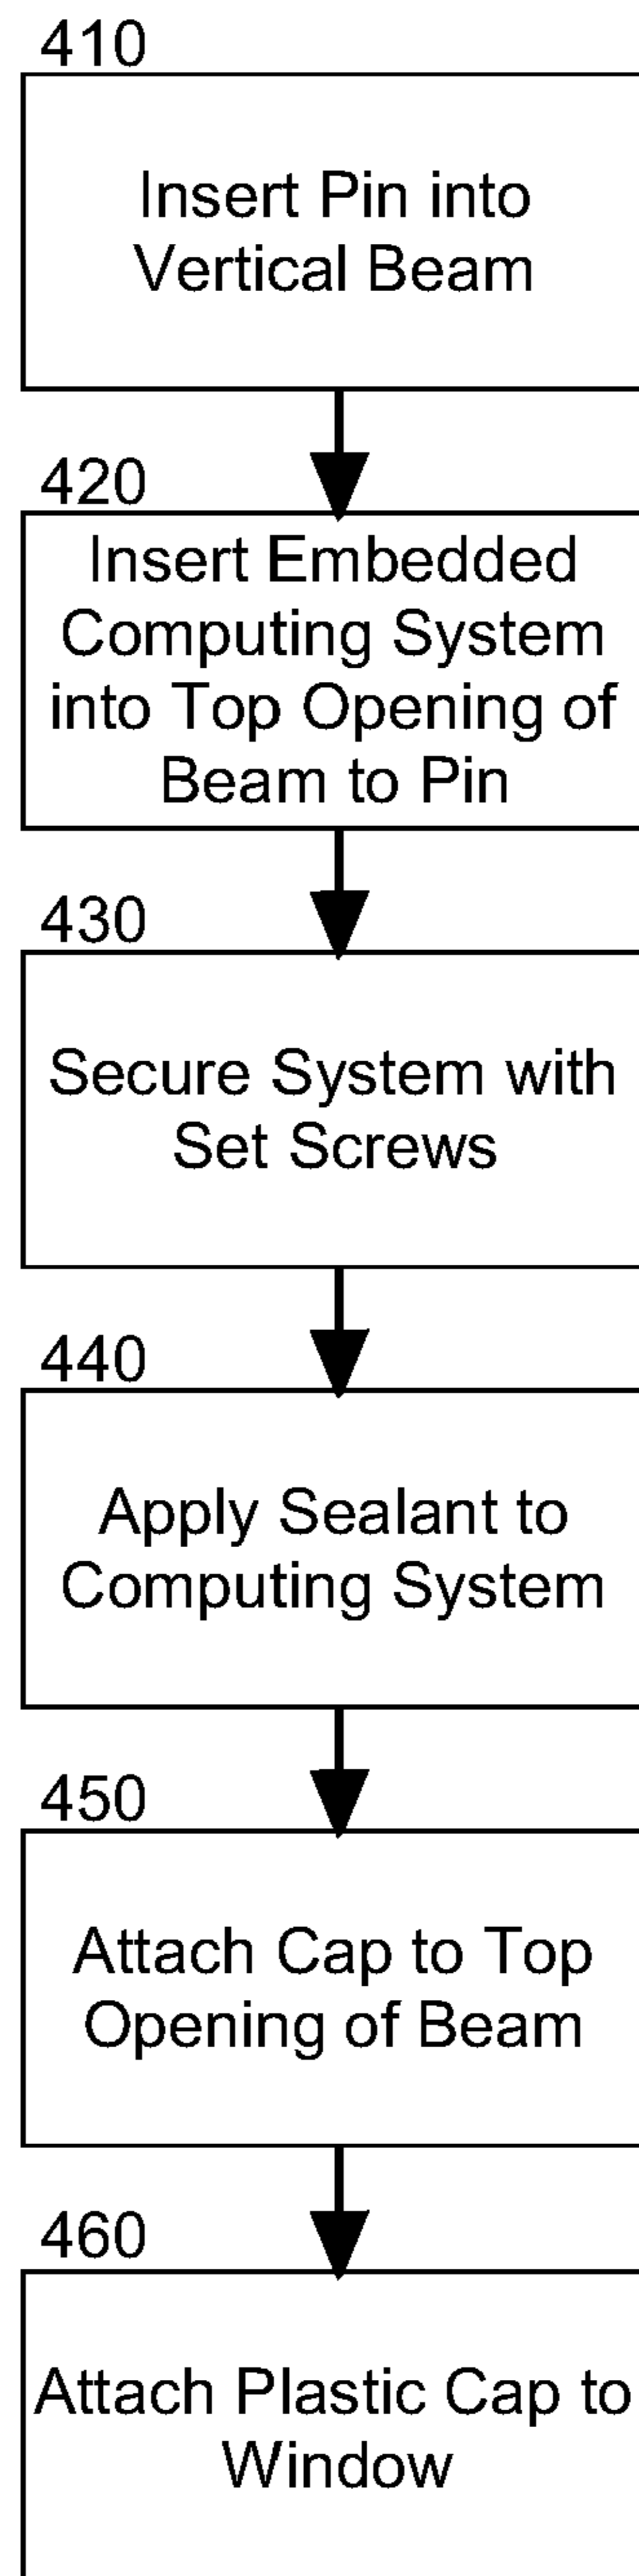 410
Insert Pin into
Vertical Beam
420
Insert Embedded
Computing System
into Top Opening of
Beam to Pin
430
Secure System with
Set Screws
440
Apply Sealant to
Computing System
450
Attach Cap to Top
Opening of Beam
460
Attach Plastic Cap to
Window